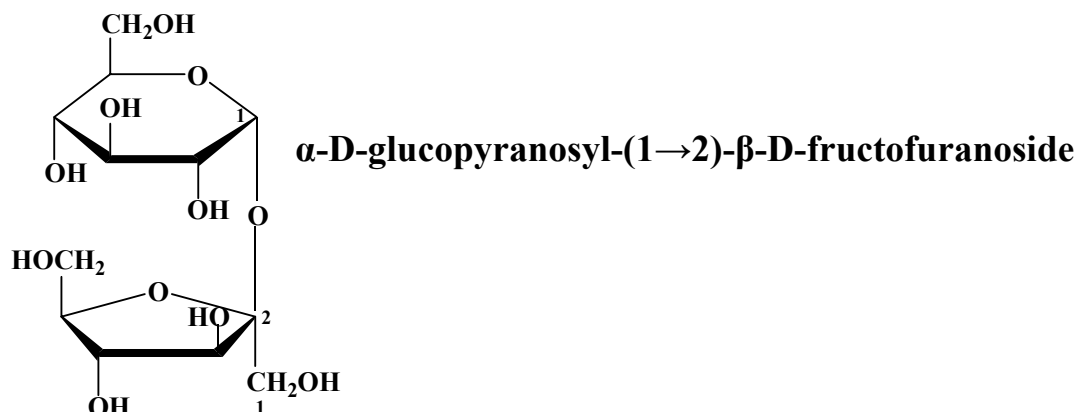 CH₂OH
O
OH
1
α-D-glucopyranosyl-(1→2)-β-D-fructofuranoside
OH
OH
O
HOCH₂
O
HO
2
CH₂OH
1
OH